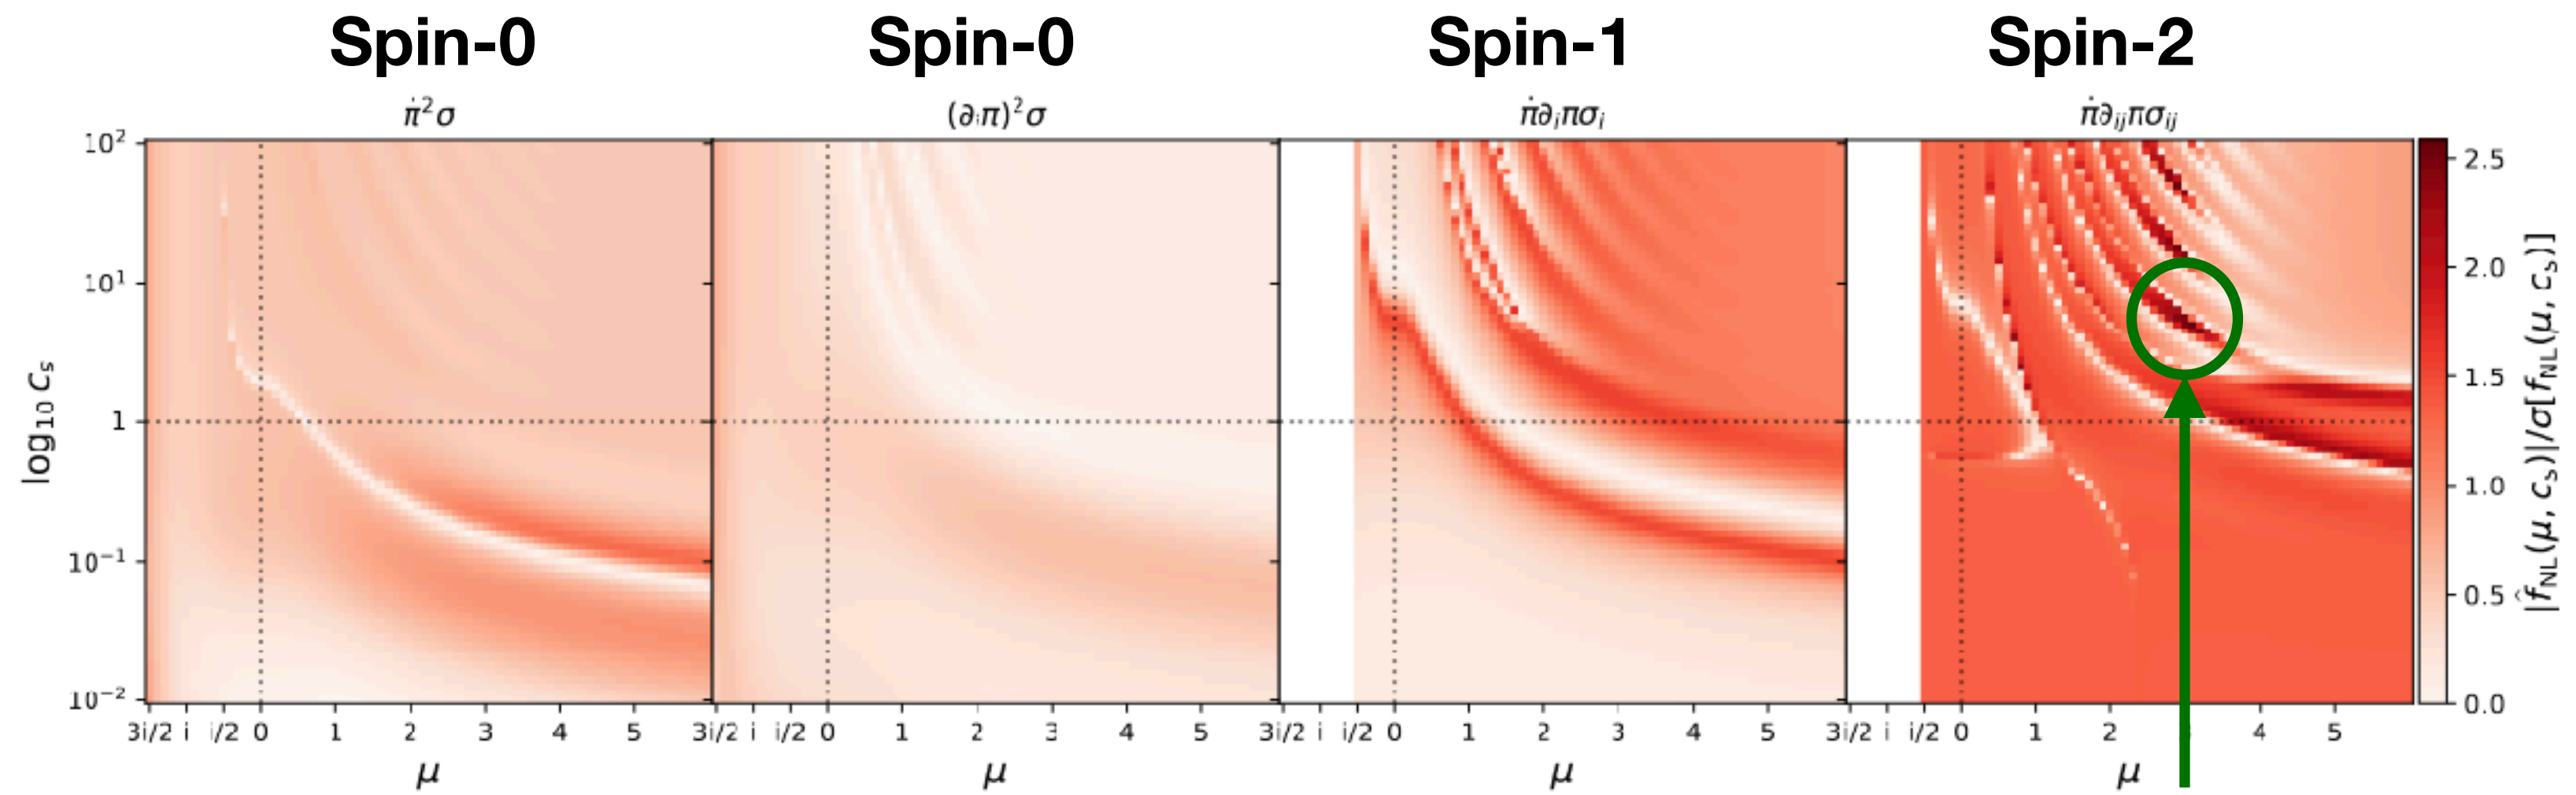 Spin-0 Spin-0 Spin-1 Spin-2
π̇²σ (∂ᵢπ)²σ π̇∂ᵢπσᵢ π̇∂ᵢⱼπσᵢⱼ
10²
10¹
1
10⁻¹
10⁻²
log₁₀ cₛ
3i/2 i i/2 0 1 2 3 4 5
3i/2 i i/2 0 1 2 3 4 5
3i/2 i i/2 0 1 2 3 4 5
3i/2 i i/2 0 1 2 4 5
μ μ μ μ
2.5
2.0
1.5
1.0
0.5
0.0
|f̂_NL(μ, cₛ)|/σ[f_NL(μ, cₛ)]